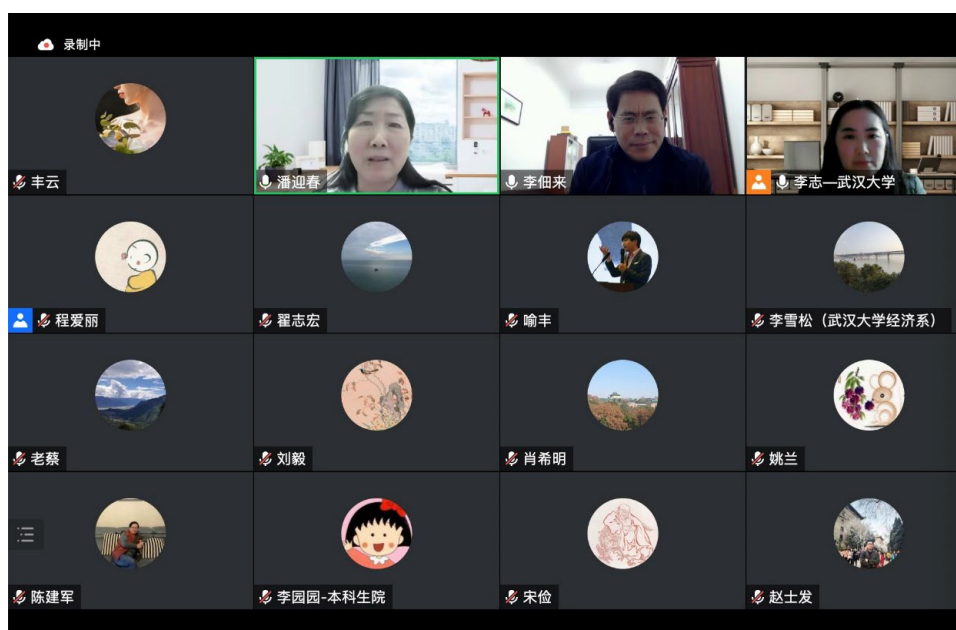 录制中
丰云
潘迎春
李佃来
李志—武汉大学
程爱丽
翟志宏
喻丰
李雪松（武汉大学经济系）
老蔡
刘毅
肖希明
姚兰
陈建军
李园园-本科生院
宋俭
赵士发